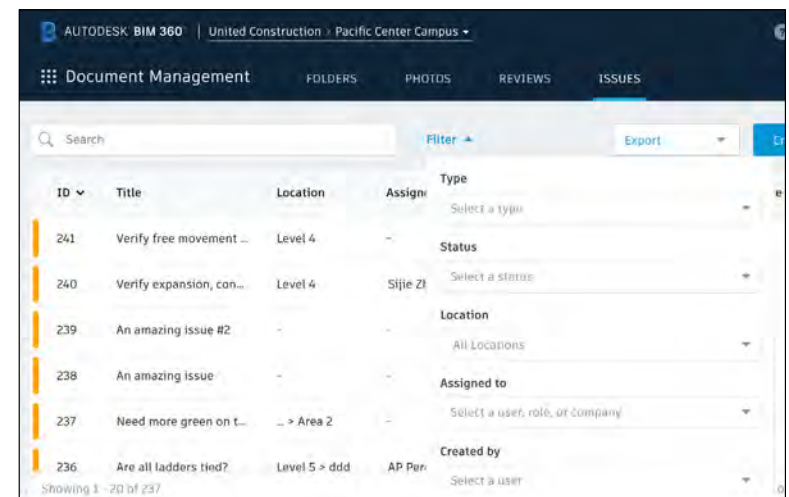 AUTODESK BIM 360 | United Construction > Pacific Center Campus
Document Management FOLDERS PHOTOS REVIEWS ISSUES
Search Filter Export
Type
ID Title Location
Select a type
241 Verify free movement ... Level 4 -
Status
240 Verify expansion, con... Level 4 Sijie
Select a status
Location
239 An amazing issue #2 - -
All Locations
238 An amazing issue - -
Assigned to
Select a user, role, or company
237 Need more green on t... ... > Area 2 -
Created by
236 Are all ladders tied? Level 5 > ddd AP
Select a user
Showing 1 - 20 of 237